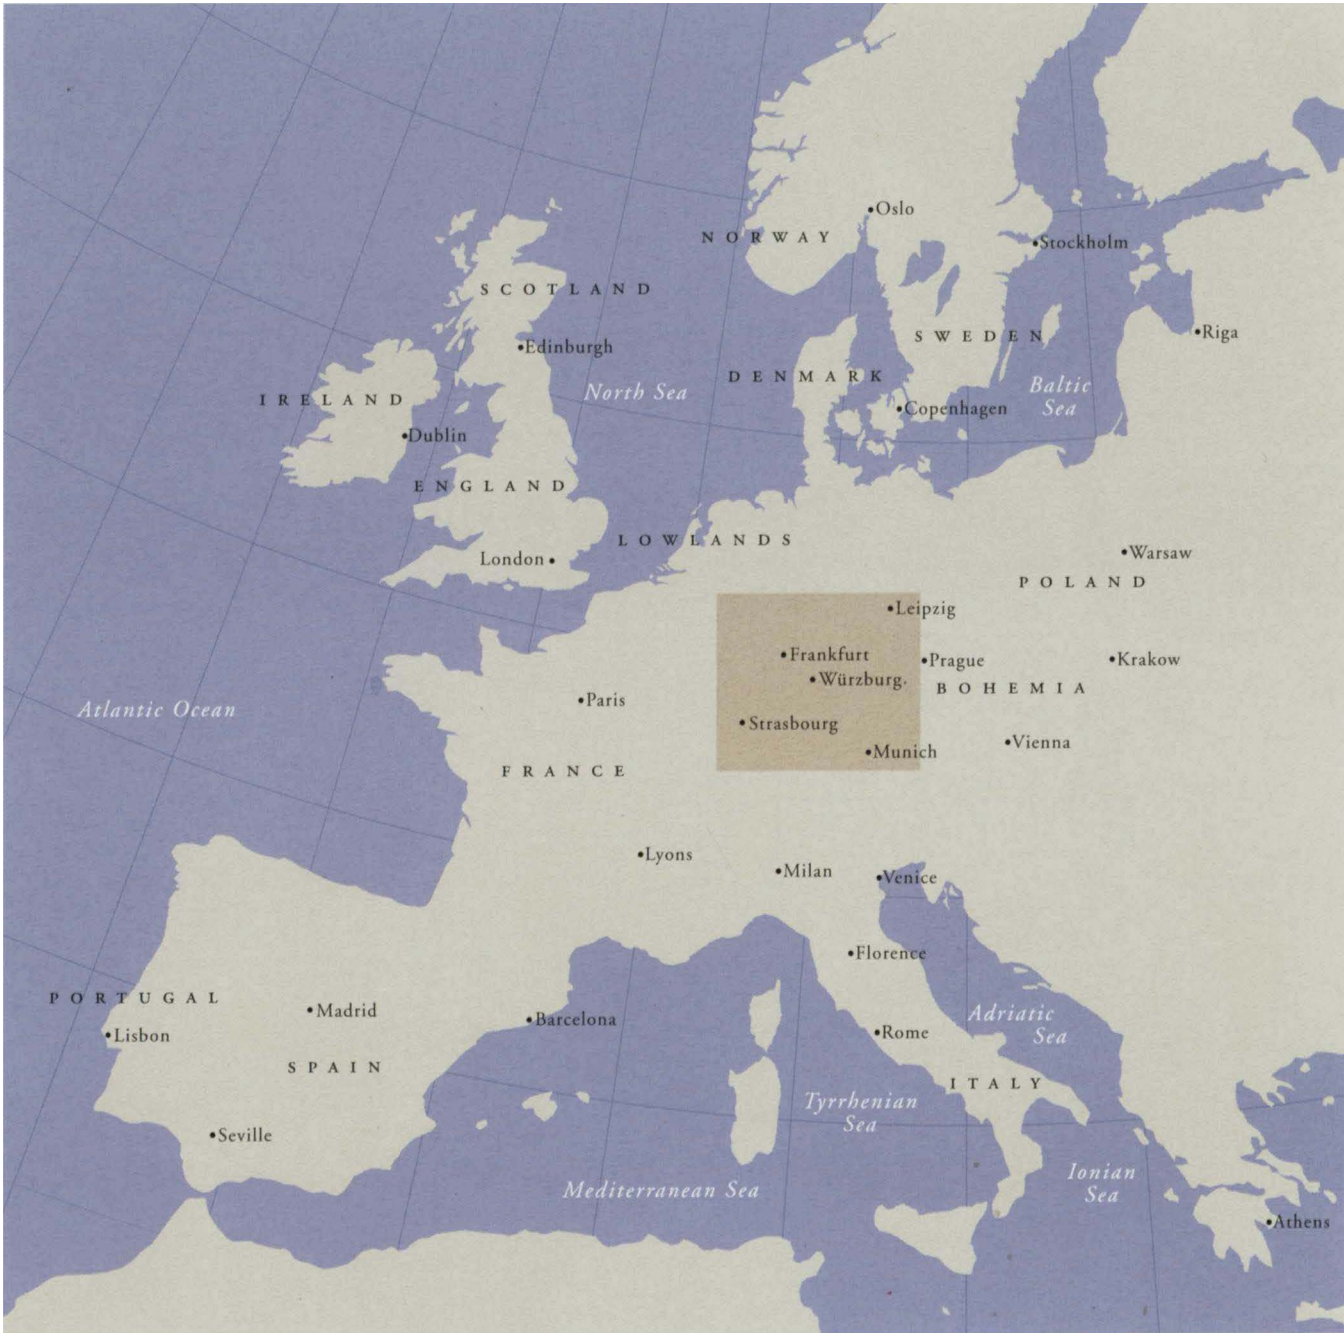 Oslo
NORWAY
Stockholm
SCOTLAND
Riga
SWEDEN
Edinburgh
DENMARK
North Sea
Baltic
Sea
IRELAND
Copenhagen
Dublin
ENGLAND
LOWLANDS
London
Warsaw
POLAND
Leipzig
Frankfurt
Prague
Krakow
Würzburg
BOHEMIA
Paris
Atlantic Ocean
Strasbourg
Vienna
Munich
FRANCE
Lyons
Milan
Venice
Florence
PORTUGAL
Madrid
Barcelona
Adriatic
Sea
Lisbon
Rome
SPAIN
ITALY
Tyrrhenian
Sea
Seville
Ionian
Sea
Mediterranean Sea
Athens